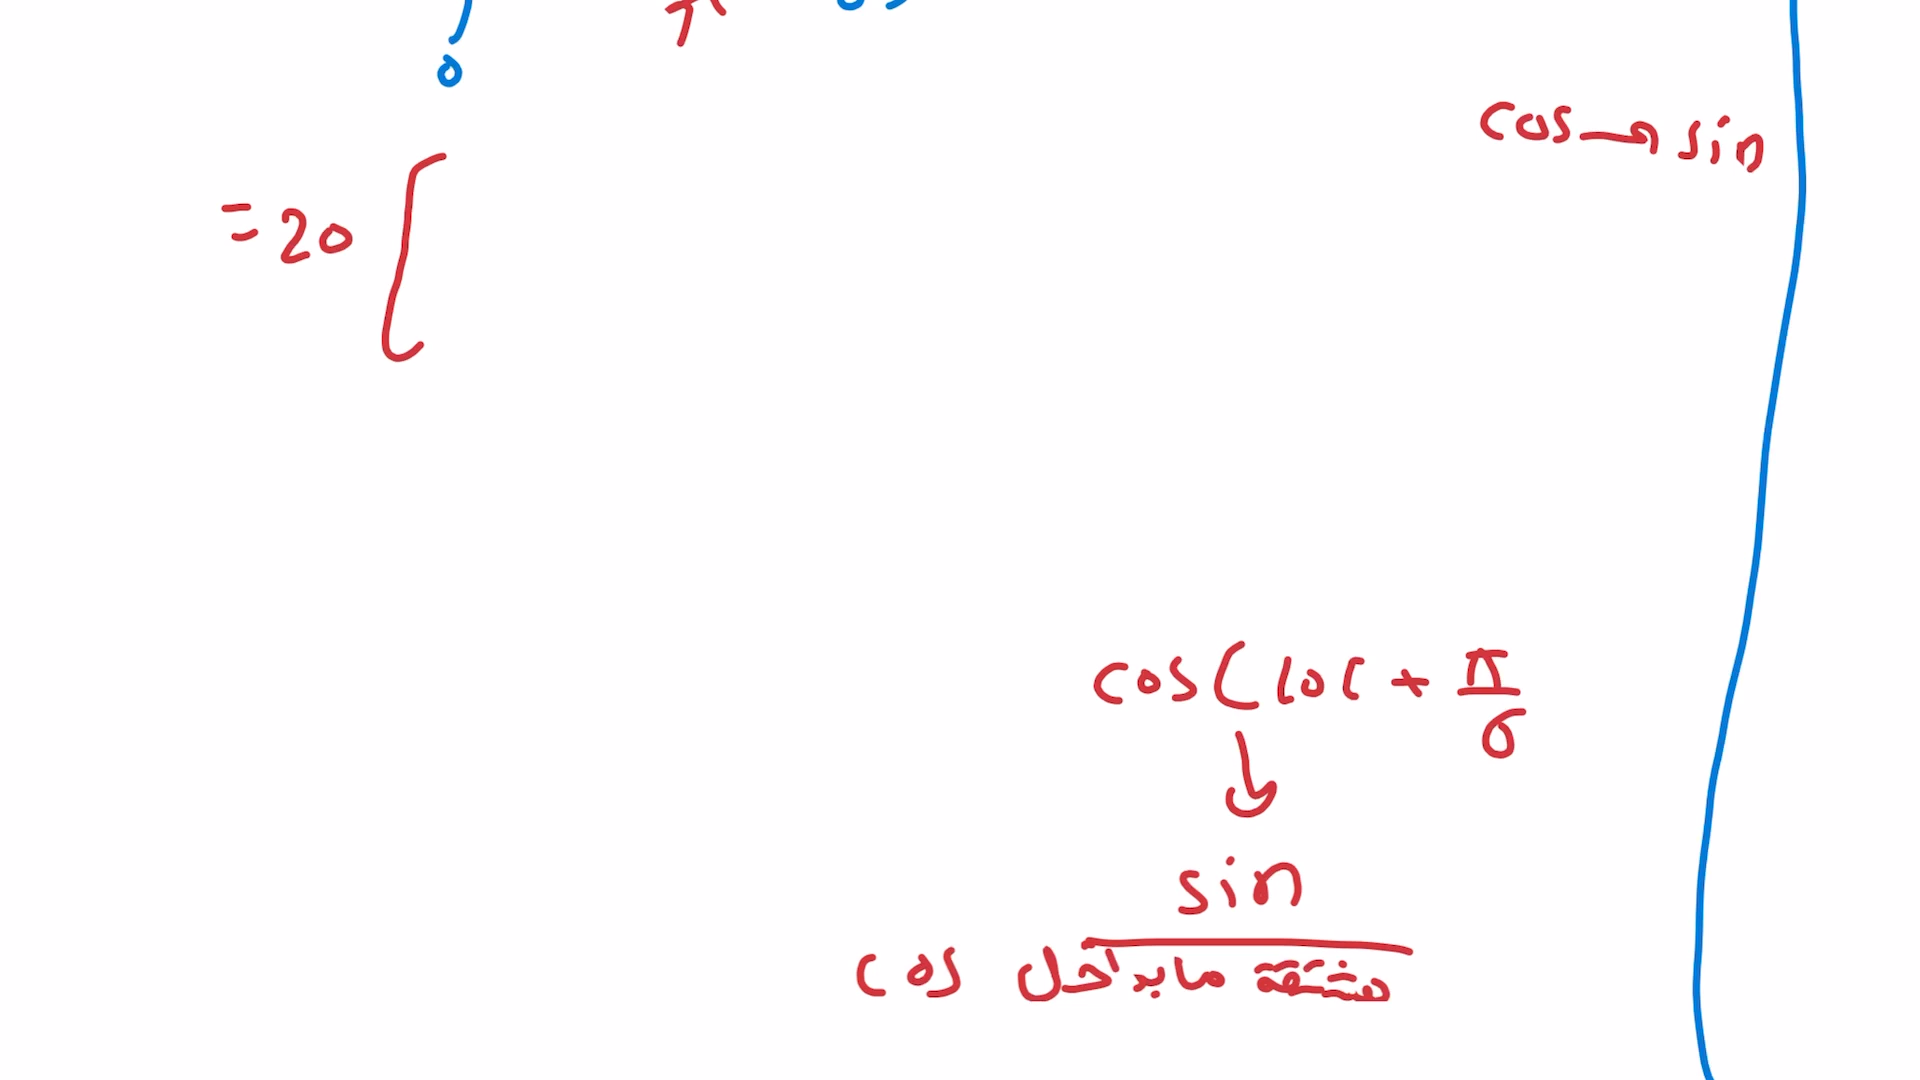 cos → sin
= 20 [
cos ( 10t + π/6
↓
sin
مشتقة مابداخل cos